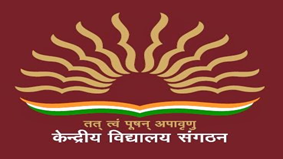 तत् त्वं पूषन् अपावृणु
केन्द्रीय विद्यालय संगठन